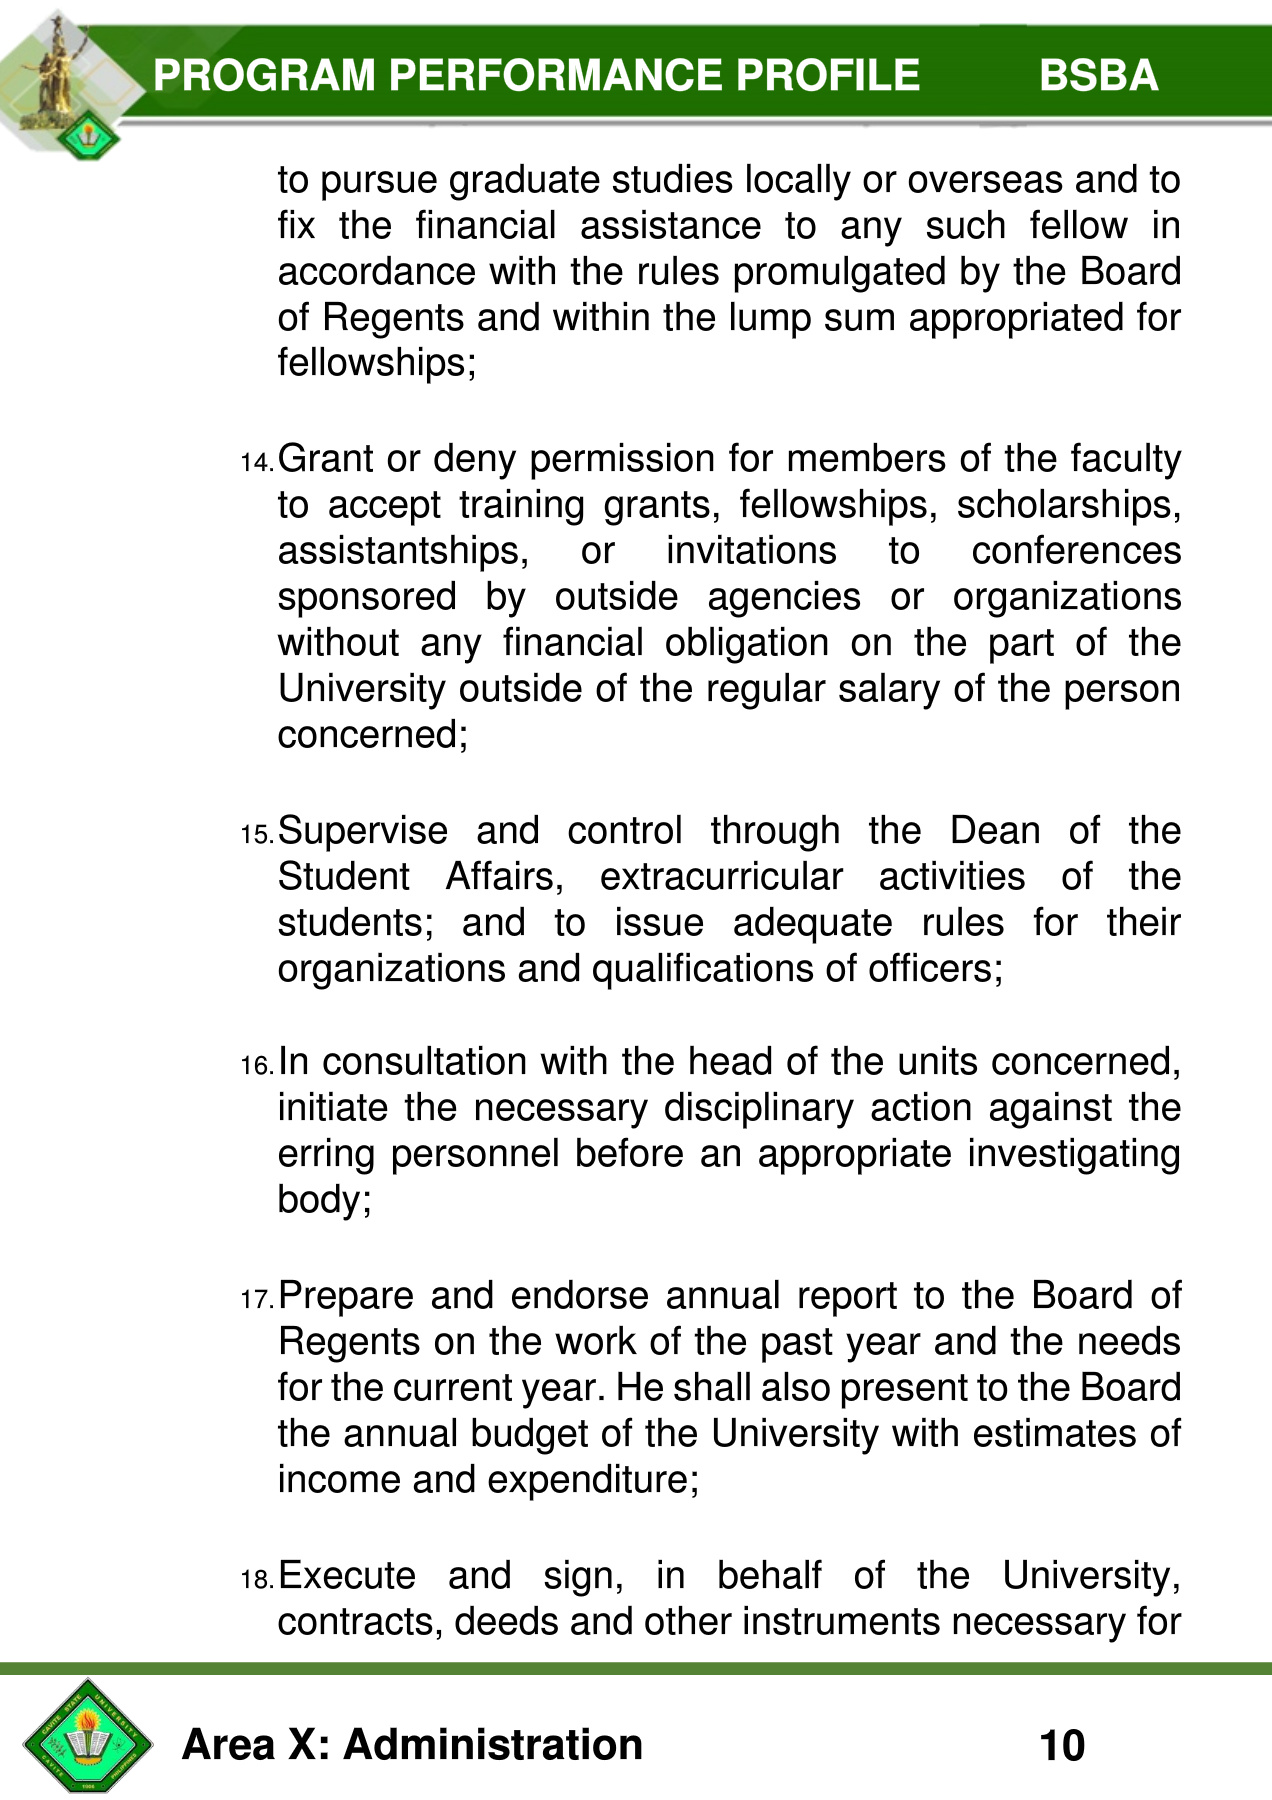 PROGRAM PERFORMANCE PROFILE BSBA
to pursue graduate studies locally or overseas and to
fix the financial assistance to any such fellow in
accordance with the rules promulgated by the Board
of Regents and within the lump sum appropriated for
fellowships;
14. Grant or deny permission for members of the faculty
to accept training grants, fellowships, scholarships,
assistantships, or invitations to conferences
sponsored by outside agencies or organizations
without any financial obligation on the part of the
University outside of the regular salary of the person
concerned;
15. Supervise and control through the Dean of the
Student Affairs, extracurricular activities of the
students; and to issue adequate rules for their
organizations and qualifications of officers;
16. In consultation with the head of the units concerned,
initiate the necessary disciplinary action against the
erring personnel before an appropriate investigating
body;
17. Prepare and endorse annual report to the Board of
Regents on the work of the past year and the needs
for the current year. He shall also present to the Board
the annual budget of the University with estimates of
income and expenditure;
18. Execute and sign, in behalf of the University,
contracts, deeds and other instruments necessary for
CAVITE STATE UNIVERSITY
CAVITE PHILIPPINES
1906
Area X: Administration 10